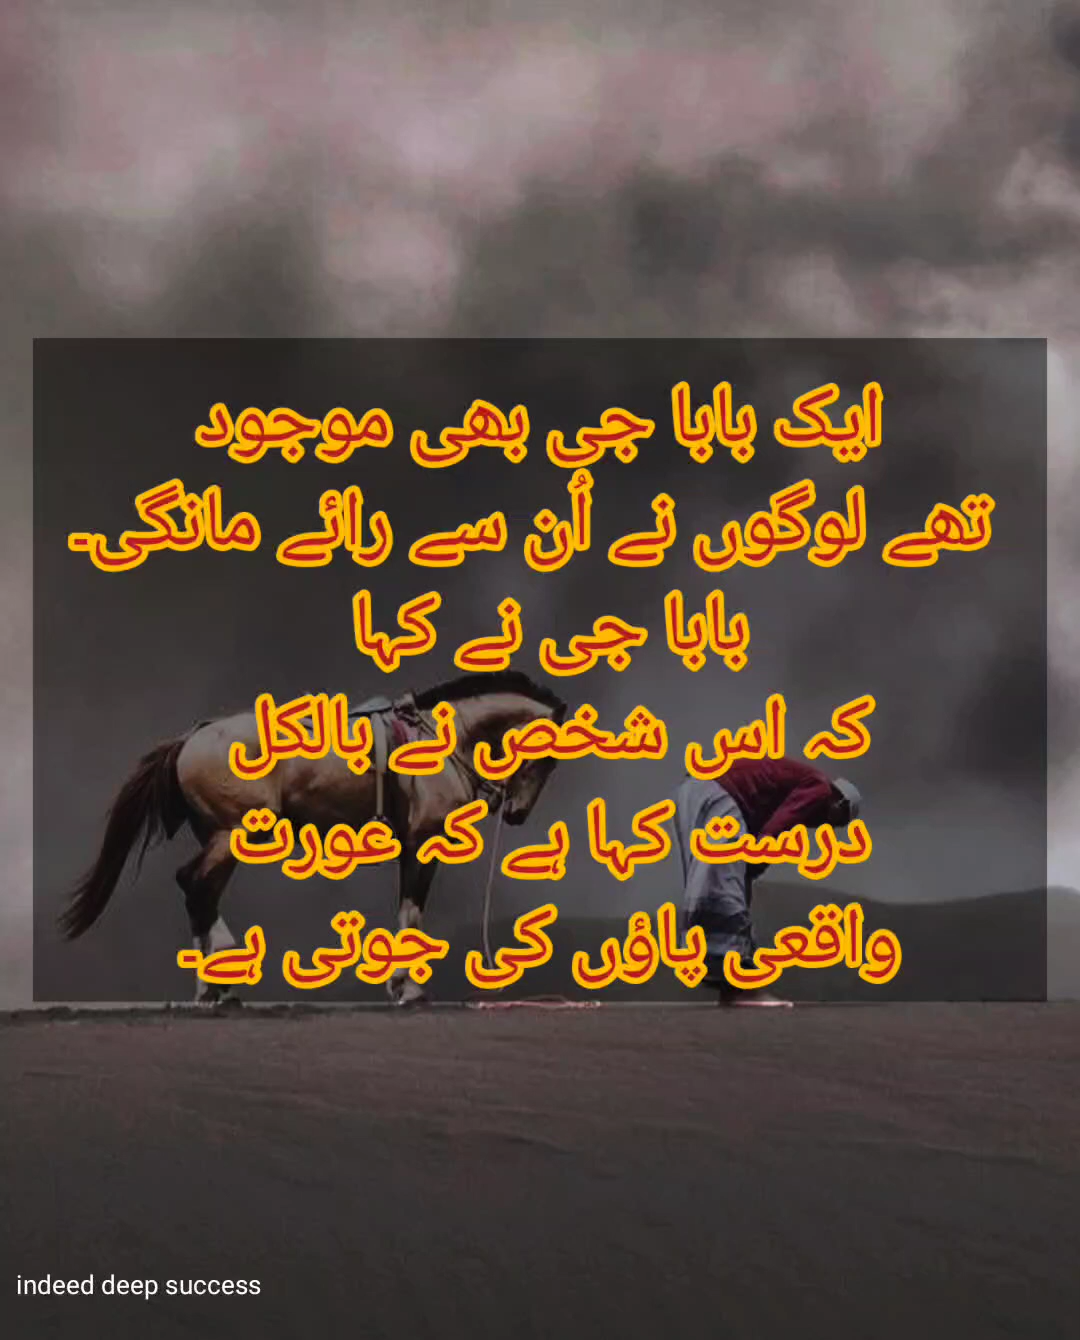 ایک بابا جی بھی موجود
تھے لوگوں نے اُن سے رائے مانگی۔
بابا جی نے کہا
کہ اس شخص نے بالکل
درست کہا ہے کہ عورت
واقعی پاؤں کی جوتی ہے۔
indeed deep success